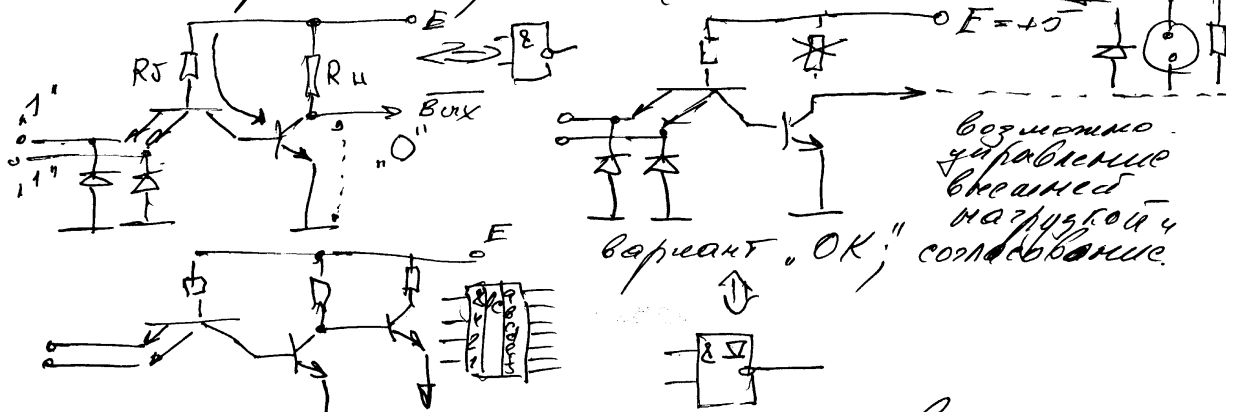 E
Rб
Rн
&
"1"
"1"
Вых
"0"
E = +5
возможно
управление
внешней
нагрузкой и
согласование
вариант „ОК";
E
&